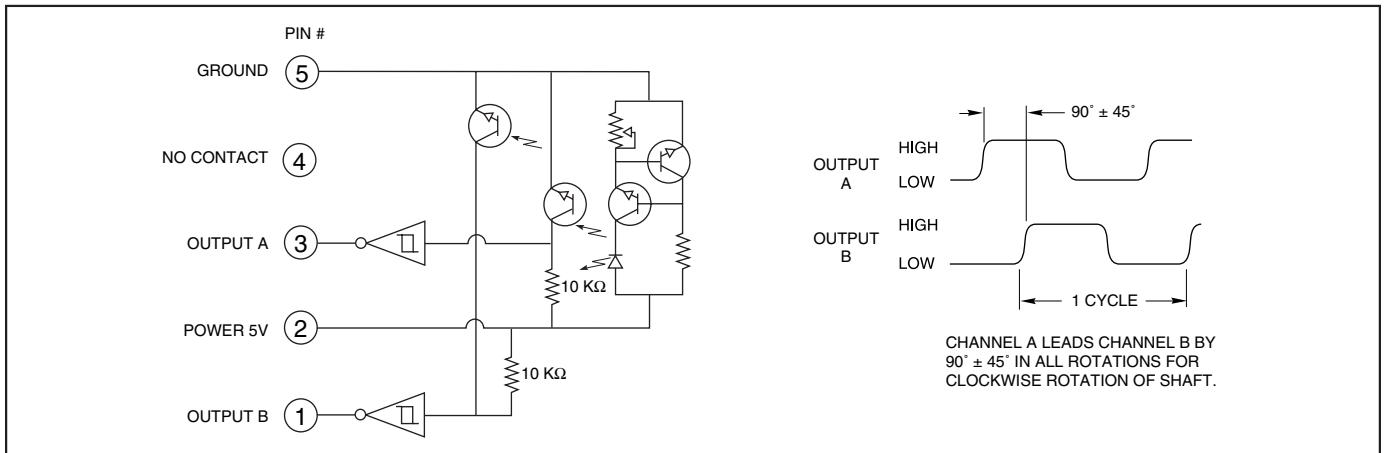 PIN #
GROUND 5
NO CONTACT 4
OUTPUT A 3
10 KΩ
POWER 5V 2
10 KΩ
OUTPUT B 1
90˚ ± 45˚
OUTPUT A
HIGH
LOW
OUTPUT B
HIGH
LOW
1 CYCLE
CHANNEL A LEADS CHANNEL B BY
90˚ ± 45˚ IN ALL ROTATIONS FOR
CLOCKWISE ROTATION OF SHAFT.